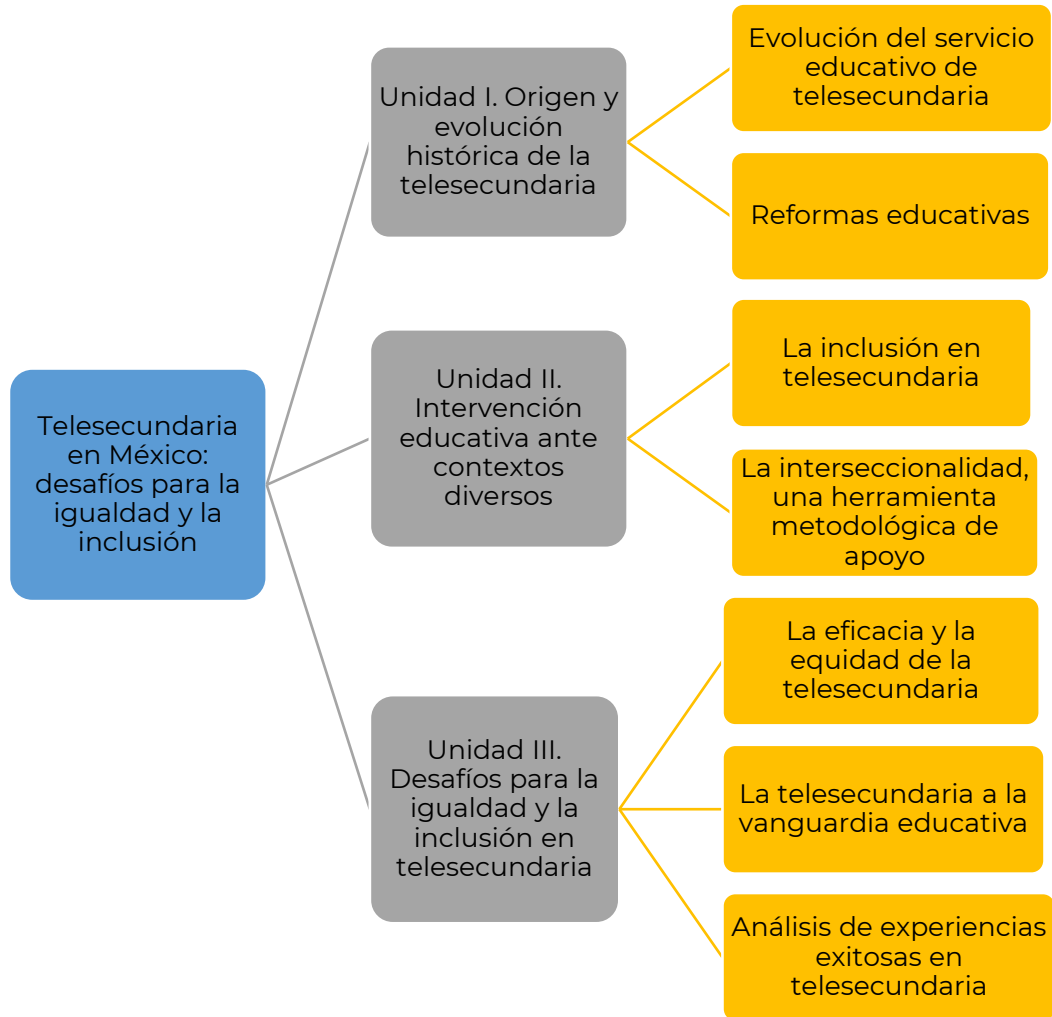 Telesecundaria
en México:
desafíos para la
igualdad y la
inclusión
Unidad I. Origen y
evolución
histórica de la
telesecundaria
Evolución del servicio
educativo de
telesecundaria
Reformas educativas
Unidad II.
Intervención
educativa ante
contextos
diversos
La inclusión en
telesecundaria
La interseccionalidad,
una herramienta
metodológica de
apoyo
Unidad III.
Desafíos para la
igualdad y la
inclusión en
telesecundaria
La eficacia y la
equidad de la
telesecundaria
La telesecundaria a la
vanguardia educativa
Análisis de experiencias
exitosas en
telesecundaria